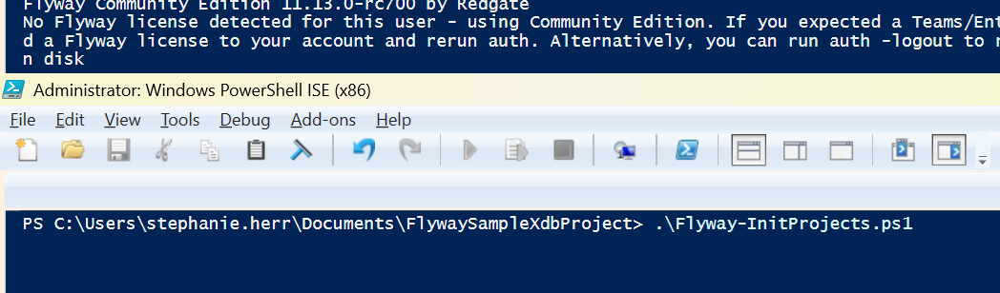 Flyway Community Edition 11.13.0-rc700 by Redgate
No Flyway license detected for this user - using Community Edition. If you expected a Teams/Ent
d a Flyway license to your account and rerun auth. Alternatively, you can run auth -logout to r
n disk
Administrator: Windows PowerShell ISE (x86)
File Edit View Tools Debug Add-ons Help
PS C:\Users\stephanie.herr\Documents\FlywaySampleXdbProject> .\Flyway-InitProjects.ps1